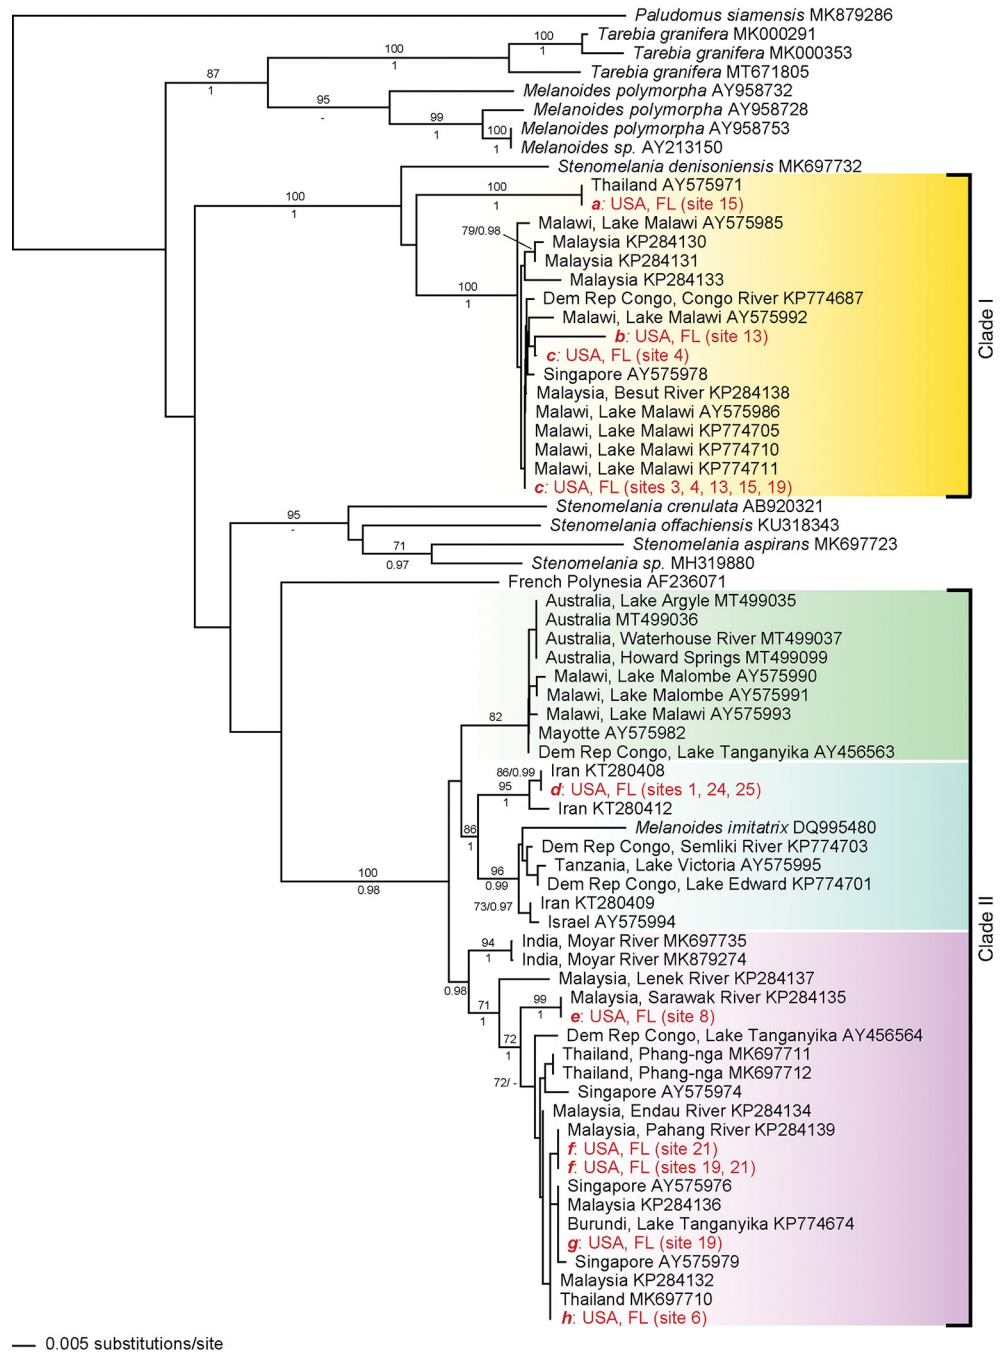 Paludomus siamensis MK879286
Tarebia granifera MK000291
100
1
Tarebia granifera MK000353
100
1
Tarebia granifera MT671805
87
1
Melanoides polymorpha AY958732
95
-
Melanoides polymorpha AY958728
99
1
Melanoides polymorpha AY958753
100
1
Melanoides sp. AY213150
Stenomelania denisoniensis MK697732
Thailand AY575971
100
1
a: USA, FL (site 15)
100
1
Malawi, Lake Malawi AY575985
79/0.98
Malaysia KP284130
Malaysia KP284131
Malaysia KP284133
100
1
Dem Rep Congo, Congo River KP774687
Malawi, Lake Malawi AY575992
b: USA, FL (site 13)
c: USA, FL (site 4)
Singapore AY575978
Malaysia, Besut River KP284138
Malawi, Lake Malawi AY575986
Malawi, Lake Malawi KP774705
Malawi, Lake Malawi KP774710
Malawi, Lake Malawi KP774711
c: USA, FL (sites 3, 4, 13, 15, 19)
Clade I
Stenomelania crenulata AB920321
95
-
Stenomelania offachiensis KU318343
Stenomelania aspirans MK697723
71
0.97
Stenomelania sp. MH319880
French Polynesia AF236071
Australia, Lake Argyle MT499035
Australia MT499036
Australia, Waterhouse River MT499037
Australia, Howard Springs MT499099
Malawi, Lake Malombe AY575990
Malawi, Lake Malombe AY575991
Malawi, Lake Malawi AY575993
82
Mayotte AY575982
Dem Rep Congo, Lake Tanganyika AY456563
Iran KT280408
86/0.99
95
1
d: USA, FL (sites 1, 24, 25)
Iran KT280412
86
1
Melanoides imitatrix DQ995480
Dem Rep Congo, Semliki River KP774703
Tanzania, Lake Victoria AY575995
96
0.99
Dem Rep Congo, Lake Edward KP774701
100
0.98
Iran KT280409
73/0.97
Israel AY575994
India, Moyar River MK697735
94
1
India, Moyar River MK879274
Malaysia, Lenek River KP284137
0.98
Malaysia, Sarawak River KP284135
99
1
71
1
e: USA, FL (site 8)
Dem Rep Congo, Lake Tanganyika AY456564
72
1
Thailand, Phang-nga MK697711
Thailand, Phang-nga MK697712
72/ -
Singapore AY575974
Malaysia, Endau River KP284134
Malaysia, Pahang River KP284139
f: USA, FL (site 21)
f: USA, FL (sites 19, 21)
Singapore AY575976
Malaysia KP284136
Burundi, Lake Tanganyika KP774674
g: USA, FL (site 19)
Singapore AY575979
Malaysia KP284132
Thailand MK697710
h: USA, FL (site 6)
Clade II
0.005 substitutions/site